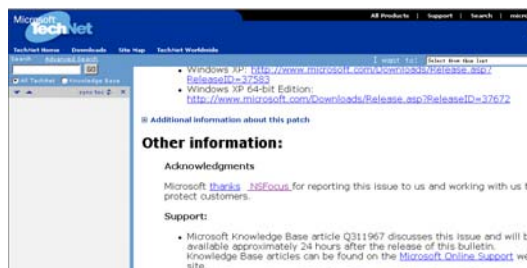 All Products | Support | Search |
Microsoft
TechNet
TechNet Home Downloads Site Map TechNet Worldwide
Search Advanced Search
I want to: Select from this list
GO
All TechNet Knowledge Base
sync toc
• Windows XP: http://www.microsoft.com/Downloads/Release.asp?
ReleaseID=37583
• Windows XP 64-bit Edition:
http://www.microsoft.com/Downloads/Release.asp?ReleaseID=37672
Additional information about this patch
Other information:
Acknowledgments
Microsoft thanks NSFocus for reporting this issue to us and working with us
protect customers.
Support:
• Microsoft Knowledge Base article Q311967 discusses this issue and will b
available approximately 24 hours after the release of this bulletin.
Knowledge Base articles can be found on the Microsoft Online Support we
site.